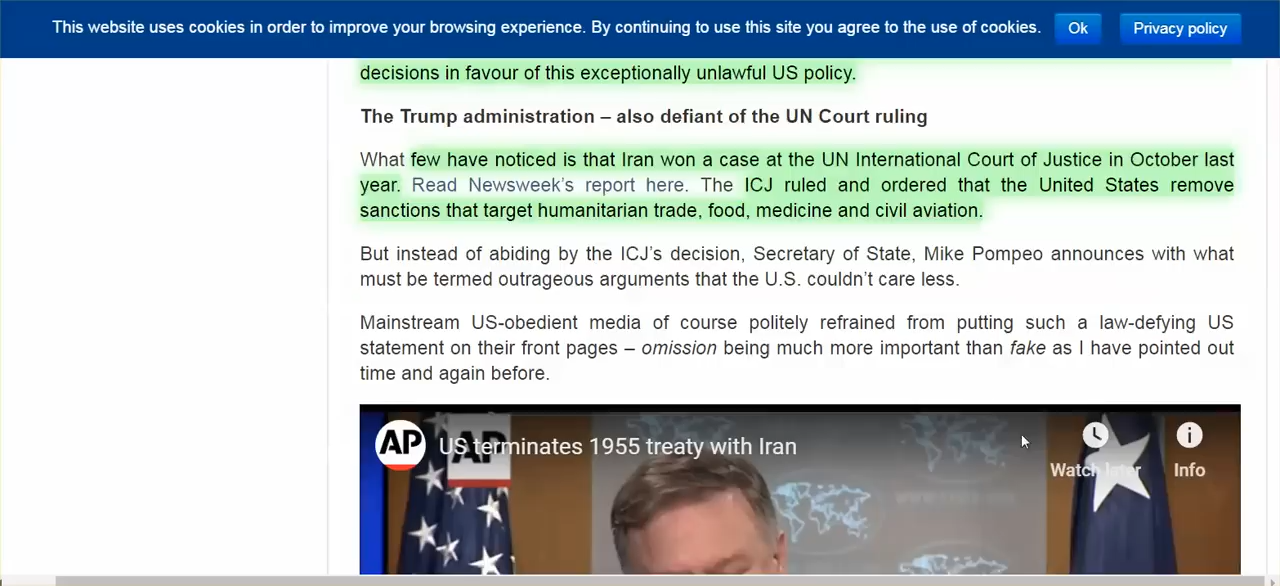 This website uses cookies in order to improve your browsing experience. By continuing to use this site you agree to the use of cookies. Ok Privacy policy
decisions in favour of this exceptionally unlawful US policy.
The Trump administration – also defiant of the UN Court ruling
What few have noticed is that Iran won a case at the UN International Court of Justice in October last
year. Read Newsweek's report here. The ICJ ruled and ordered that the United States remove
sanctions that target humanitarian trade, food, medicine and civil aviation.
But instead of abiding by the ICJ's decision, Secretary of State, Mike Pompeo announces with what
must be termed outrageous arguments that the U.S. couldn't care less.
Mainstream US-obedient media of course politely refrained from putting such a law-defying US
statement on their front pages – omission being much more important than fake as I have pointed out
time and again before.
AP US terminates 1955 treaty with Iran
AP
Watch later Info